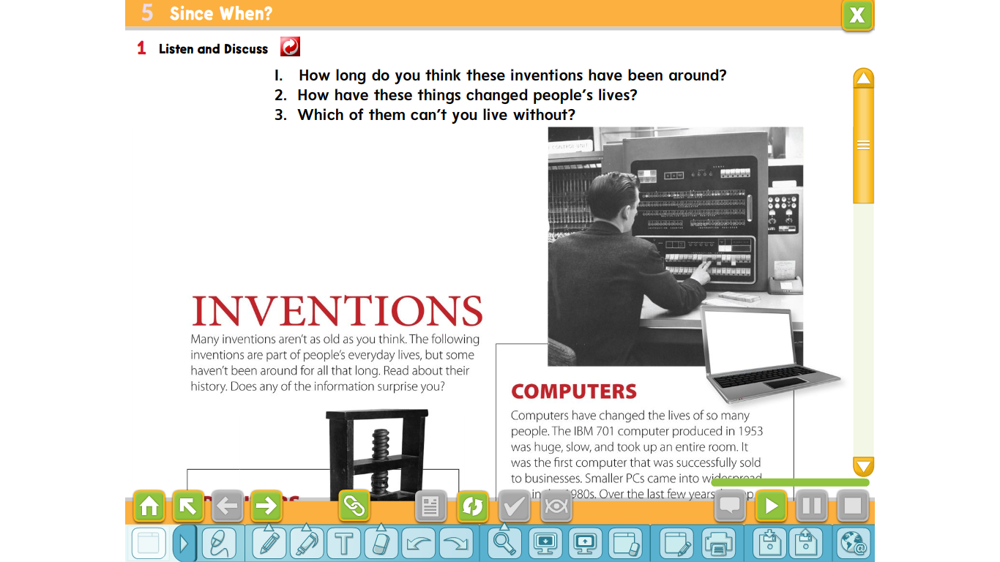 5 Since When?
X
1 Listen and Discuss
1. How long do you think these inventions have been around?
2. How have these things changed people's lives?
3. Which of them can't you live without?
CONTROL UNIT
INVENTIONS
Many inventions aren't as old as you think. The following
inventions are part of people's everyday lives, but some
haven't been around for all that long. Read about their
history. Does any of the information surprise you?
COMPUTERS
Computers have changed the lives of so many
people. The IBM 701 computer produced in 1953
was huge, slow, and took up an entire room. It
was the first computer that was successfully sold
to businesses. Smaller PCs came into widespread
in 980s. Over the last few years
T
@